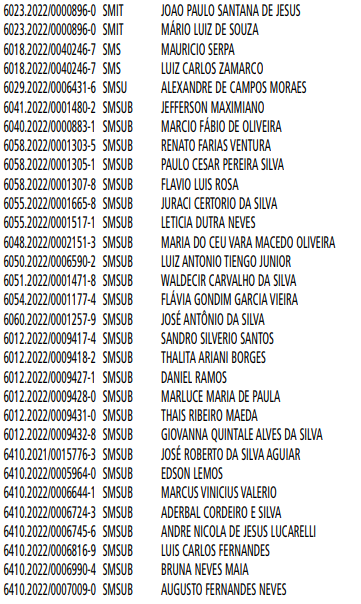 6023.2022/0000896-0 SMIT JOAO PAULO SANTANA DE JESUS
6023.2022/0000896-0 SMIT MÁRIO LUIZ DE SOUZA
6018.2022/0040246-7 SMS MAURICIO SERPA
6018.2022/0040246-7 SMS LUIZ CARLOS ZAMARCO
6029.2022/0006431-6 SMSU ALEXANDRE DE CAMPOS MORAES
6041.2022/0001480-2 SMSUB JEFFERSON MAXIMIANO
6040.2022/0000883-1 SMSUB MARCIO FÁBIO DE OLIVEIRA
6058.2022/0001303-5 SMSUB RENATO FARIAS VENTURA
6058.2022/0001305-1 SMSUB PAULO CESAR PEREIRA SILVA
6058.2022/0001307-8 SMSUB FLAVIO LUIS ROSA
6055.2022/0001665-8 SMSUB JURACI CERTORIO DA SILVA
6055.2022/0001517-1 SMSUB LETICIA DUTRA NEVES
6048.2022/0002151-3 SMSUB MARIA DO CEU VARA MACEDO OLIVEIRA
6050.2022/0006590-2 SMSUB LUIZ ANTONIO TIENGO JUNIOR
6051.2022/0001471-8 SMSUB WALDECIR CARVALHO DA SILVA
6054.2022/0001177-4 SMSUB FLÁVIA GONDIM GARCIA VIEIRA
6060.2022/0001257-9 SMSUB JOSÉ ANTÔNIO DA SILVA
6012.2022/0009417-4 SMSUB SANDRO SILVERIO SANTOS
6012.2022/0009418-2 SMSUB THALITA ARIANI BORGES
6012.2022/0009427-1 SMSUB DANIEL RAMOS
6012.2022/0009428-0 SMSUB MARLUCE MARIA DE PAULA
6012.2022/0009431-0 SMSUB THAIS RIBEIRO MAEDA
6012.2022/0009432-8 SMSUB GIOVANNA QUINTALE ALVES DA SILVA
6410.2021/0015776-3 SMSUB JOSÉ ROBERTO DA SILVA AGUIAR
6410.2022/0005964-0 SMSUB EDSON LEMOS
6410.2022/0006644-1 SMSUB MARCUS VINICIUS VALERIO
6410.2022/0006724-3 SMSUB ADERBAL CORDEIRO E SILVA
6410.2022/0006745-6 SMSUB ANDRE NICOLA DE JESUS LUCARELLI
6410.2022/0006816-9 SMSUB LUIS CARLOS FERNANDES
6410.2022/0006990-4 SMSUB BRUNA NEVES MAIA
6410.2022/0007009-0 SMSUB AUGUSTO FERNANDES NEVES